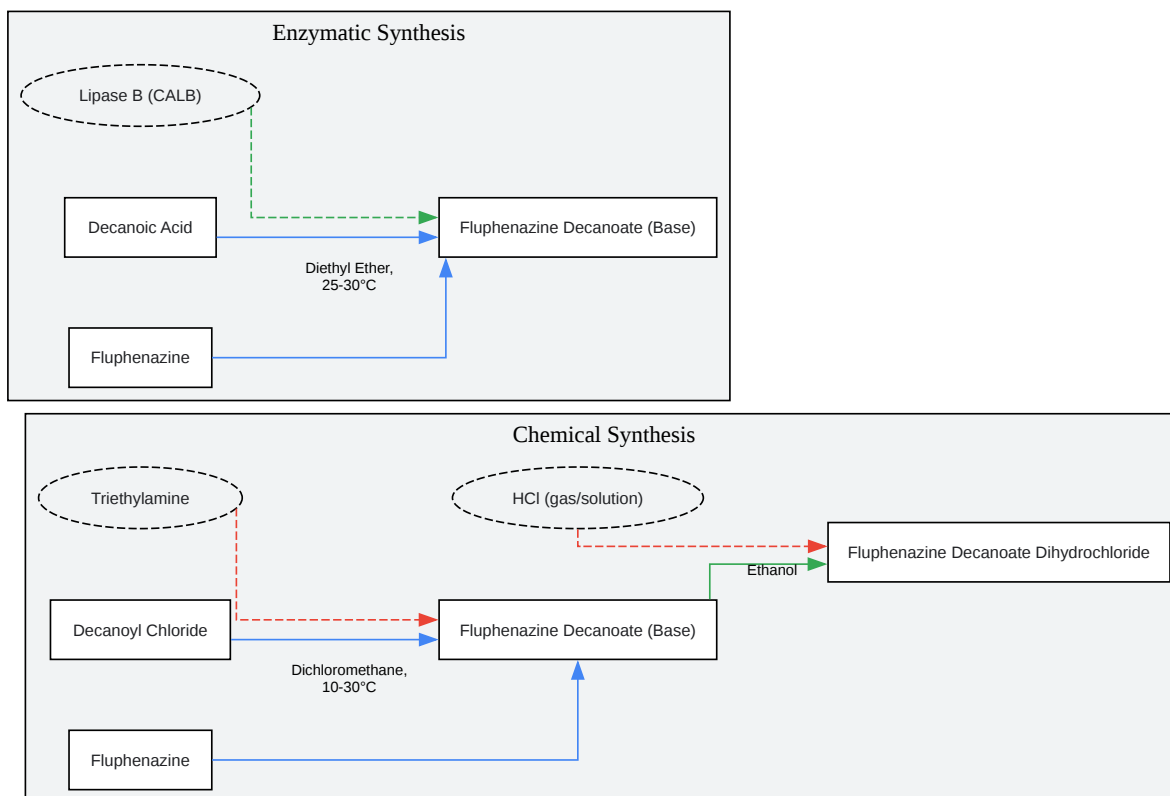 Enzymatic Synthesis
Lipase B (CALB)
Decanoic Acid
Fluphenazine Decanoate (Base)
Diethyl Ether,
25-30°C
Fluphenazine
Chemical Synthesis
Triethylamine
HCl (gas/solution)
Fluphenazine Decanoate Dihydrochloride
Ethanol
Decanoyl Chloride
Fluphenazine Decanoate (Base)
Dichloromethane,
10-30°C
Fluphenazine